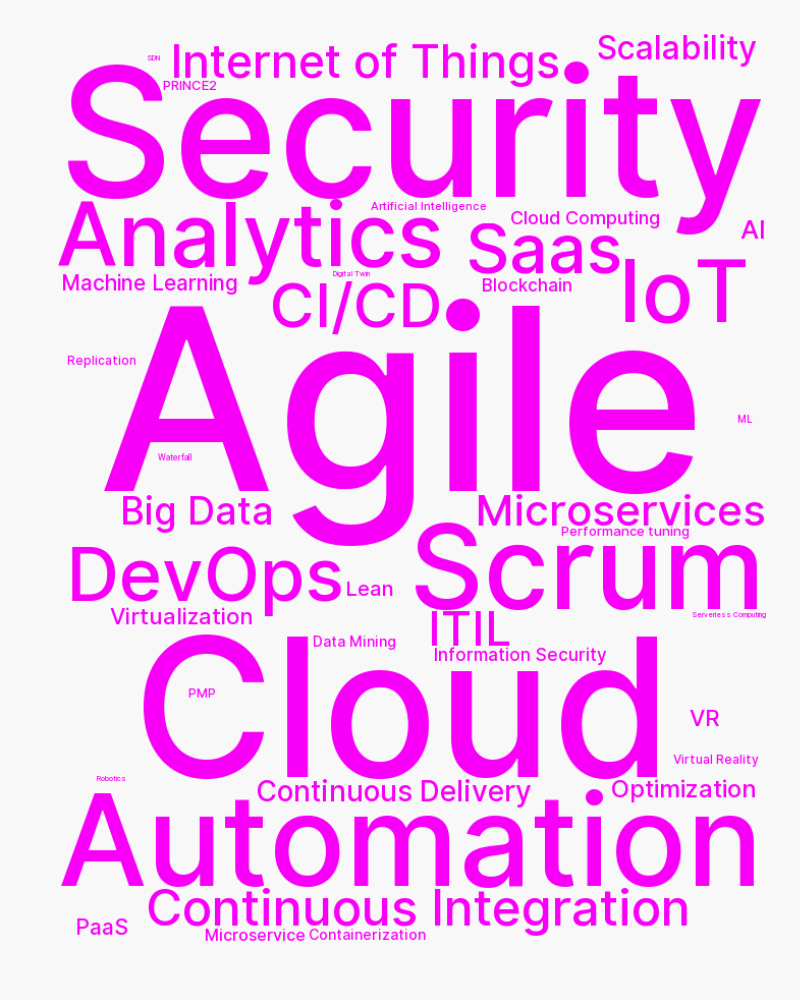 SDN
Internet of Things
Scalability
PRINCE2
Security
Artificial Intelligence
Analytics
Cloud Computing
Saas
AI
Machine Learning
Digital Twin
CI/CD
Blockchain
IoT
Agile
Replication
ML
Waterfall
Big Data
Microservices
Performance tuning
DevOps
Lean
Scrum
Virtualization
Serverless Computing
ITIL
Data Mining
Information Security
Cloud
PMP
VR
Virtual Reality
Robotics
Continuous Delivery
Optimization
Automation
Continuous Integration
PaaS
Microservice
Containerization